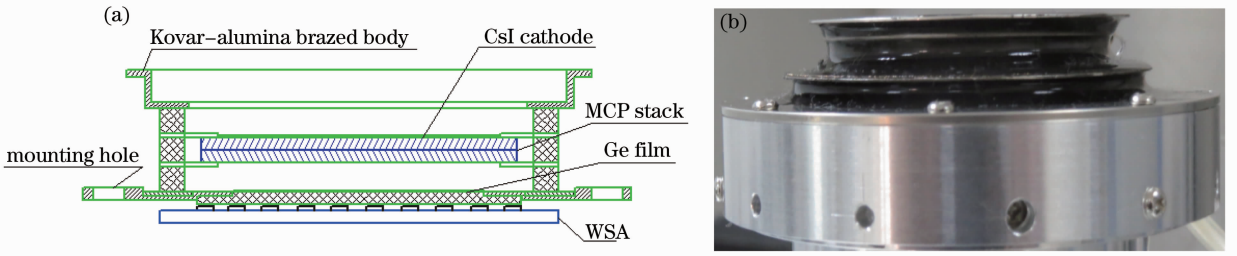 (a)
Kovar-alumina brazed body
CsI cathode
MCP stack
mounting hole
Ge film
WSA
(b)